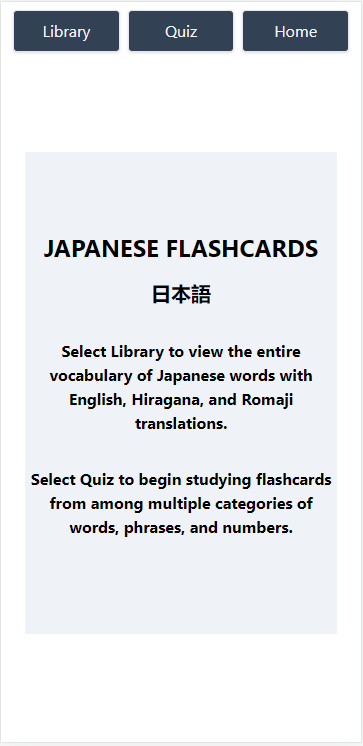 Library
Quiz
Home
JAPANESE FLASHCARDS
日本語
Select Library to view the entire
vocabulary of Japanese words with
English, Hiragana, and Romaji
translations.
Select Quiz to begin studying flashcards
from among multiple categories of
words, phrases, and numbers.